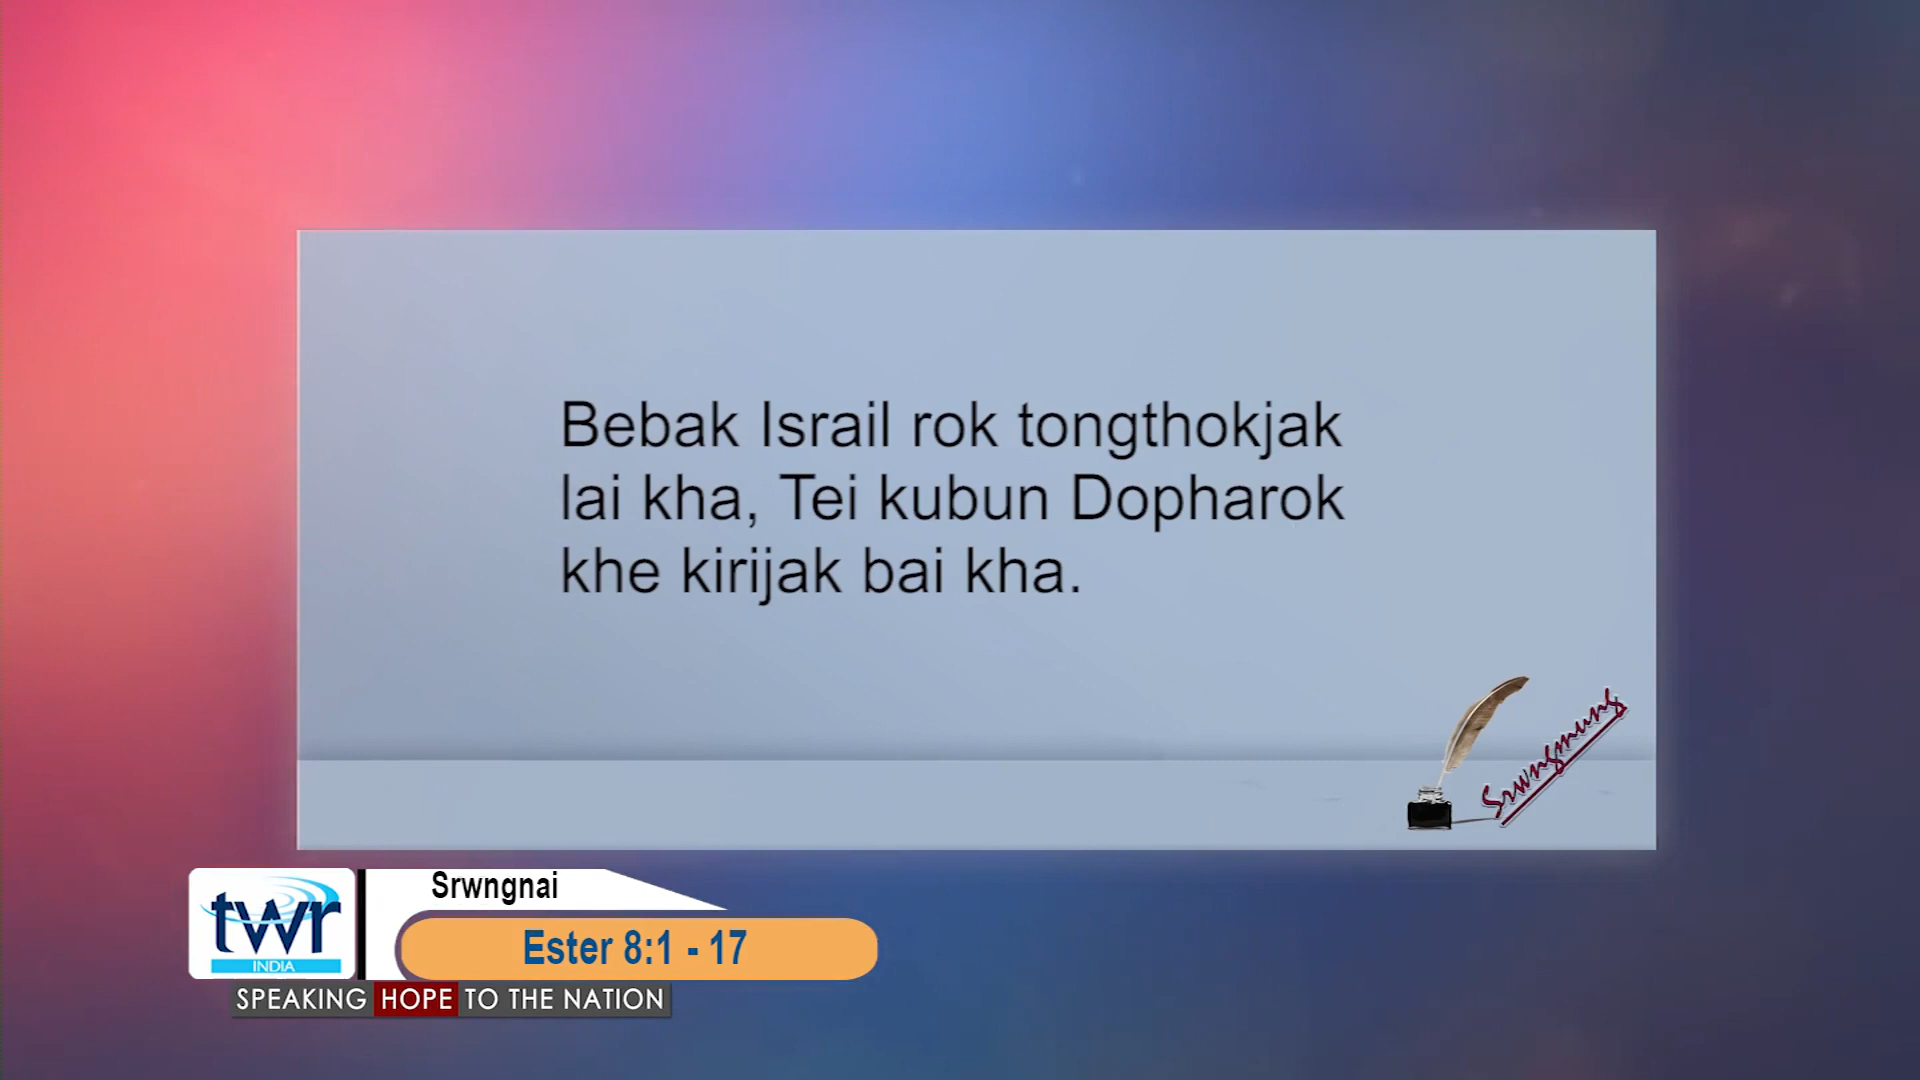 Bebak Israil rok tongthokjak
lai kha, Tei kubun Dopharok
khe kirijak bai kha.
Srwngmung
twr
INDIA
Srwngnai
Ester 8:1 - 17
SPEAKING HOPE TO THE NATION